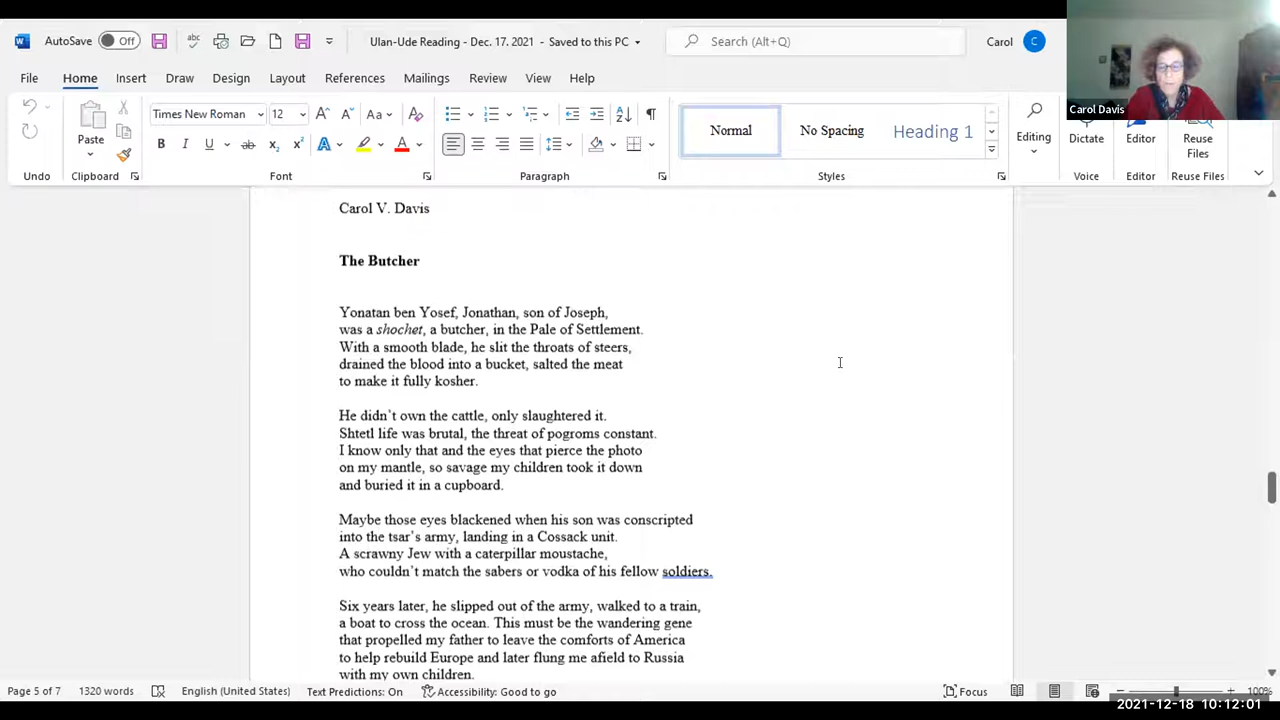 AutoSave Off
Ulan-Ude Reading - Dec. 17. 2021 - Saved to this PC
Search (Alt+Q)
Carol C
Carol Davis
File Home Insert Draw Design Layout References Mailings Review View Help
Times New Roman 12
Paste
Normal
No Spacing
Heading 1
Editing
Dictate
Editor
Reuse
Files
Undo Clipboard Font Paragraph Styles Voice Editor Reuse Files
Carol V. Davis
The Butcher
Yonatan ben Yosef, Jonathan, son of Joseph,
was a shochet, a butcher, in the Pale of Settlement.
With a smooth blade, he slit the throats of steers,
drained the blood into a bucket, salted the meat
to make it fully kosher.
He didn't own the cattle, only slaughtered it.
Shtetl life was brutal, the threat of pogroms constant.
I know only that and the eyes that pierce the photo
on my mantle, so savage my children took it down
and buried it in a cupboard.
Maybe those eyes blackened when his son was conscripted
into the tsar's army, landing in a Cossack unit.
A scrawny Jew with a caterpillar moustache,
who couldn't match the sabers or vodka of his fellow soldiers.
Six years later, he slipped out of the army, walked to a train,
a boat to cross the ocean. This must be the wandering gene
that propelled my father to leave the comforts of America
to help rebuild Europe and later flung me afield to Russia
with my own children.
Page 5 of 7 1320 words English (United States) Text Predictions: On Accessibility: Good to go Focus 100%
2021-12-18 10:12:01